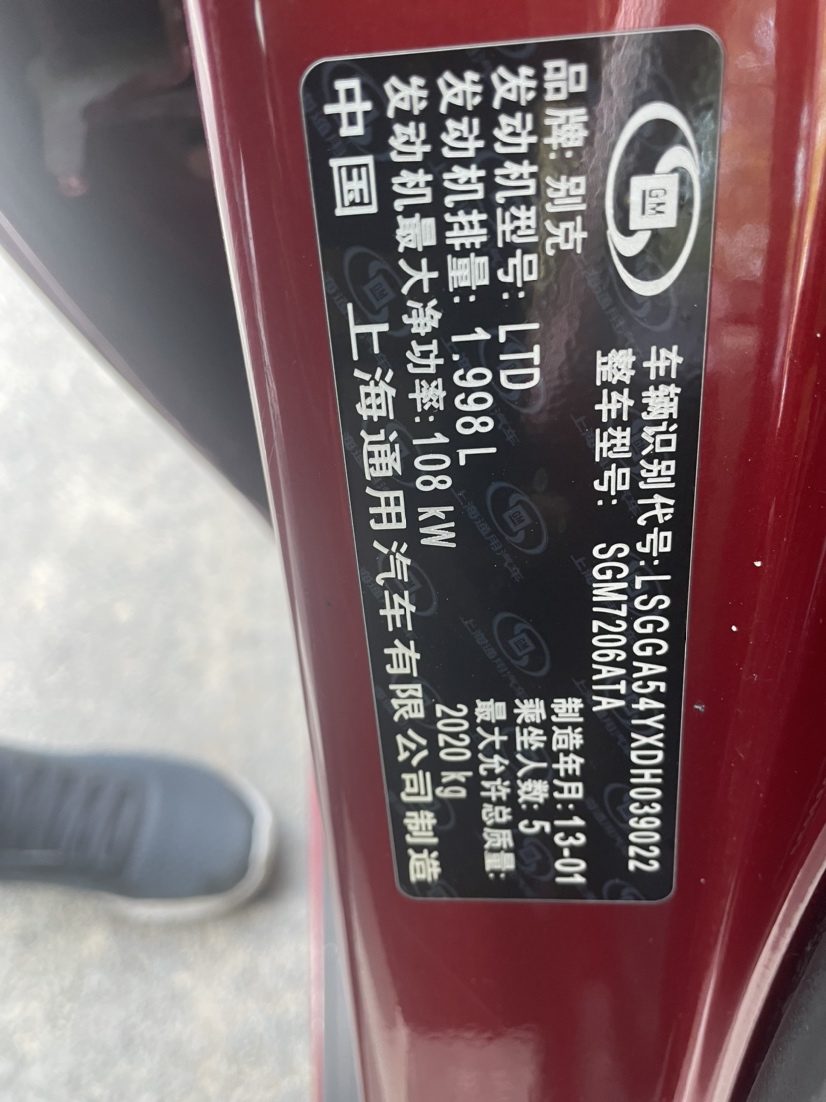 GM
车辆识别代号:LSGGA54YXDH039022
整车型号: SGM7206ATA
品牌: 别克
制造年月:13-01
发动机型号: LTD
乘坐人数: 5
发动机排量: 1.998L
最大允许总质量:
2020 kg
发动机最大净功率: 108 kW
中国 上海通用汽车有限公司制造